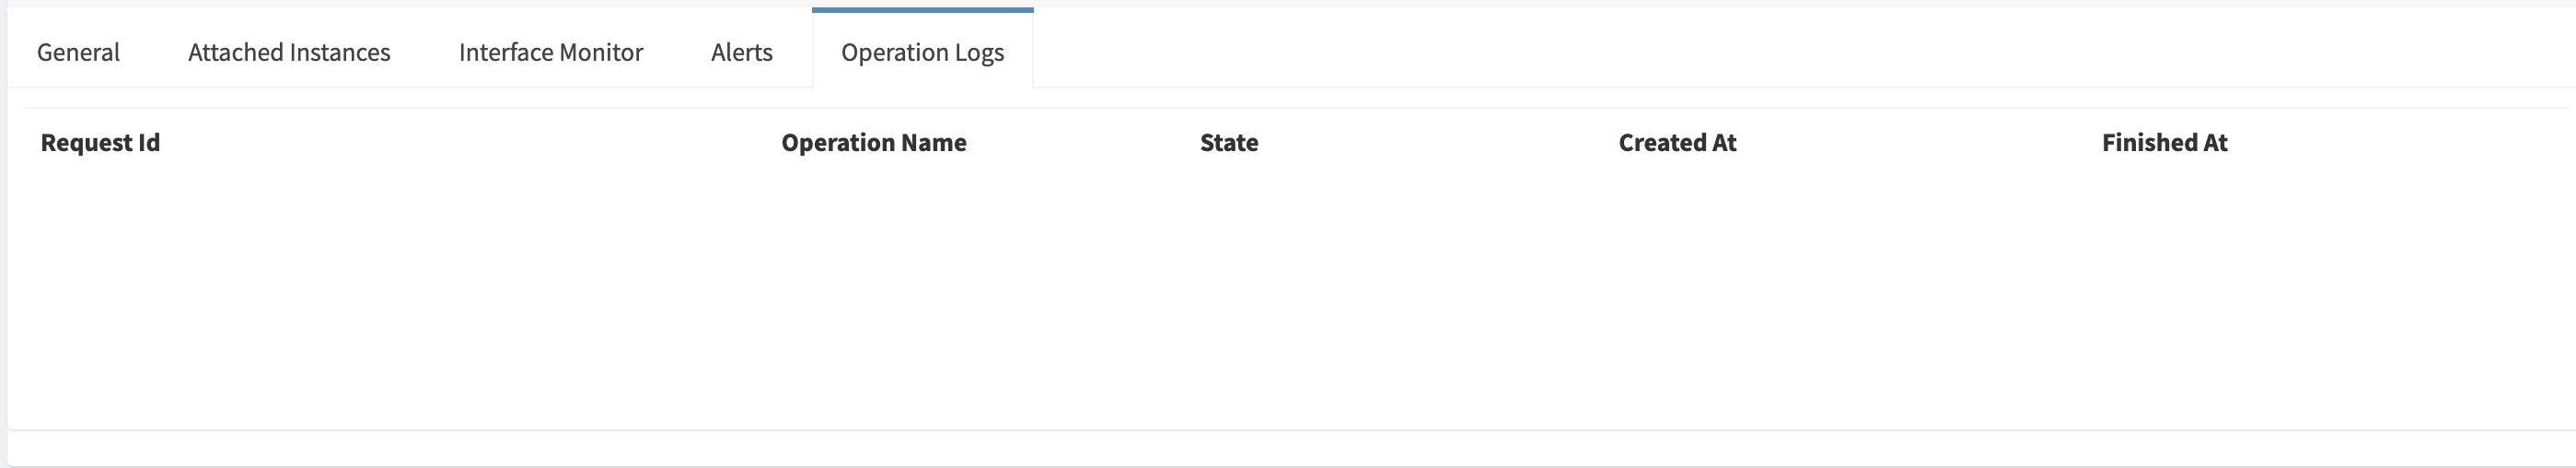 General Attached Instances Interface Monitor Alerts Operation Logs
Request Id Operation Name State Created At Finished At